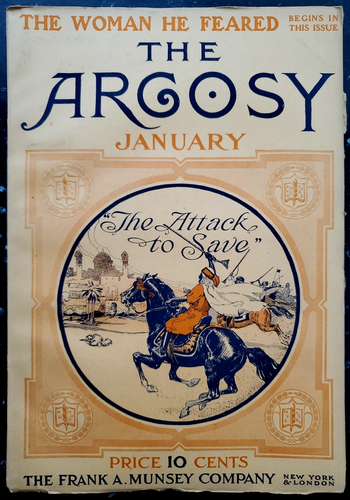 THE WOMAN HE FEARED
BEGINS IN
THIS ISSUE
THE
ARGOSY
JANUARY
"The Attack
to Save"
PRICE 10 CENTS
THE FRANK A. MUNSEY COMPANY
NEW YORK
& LONDON